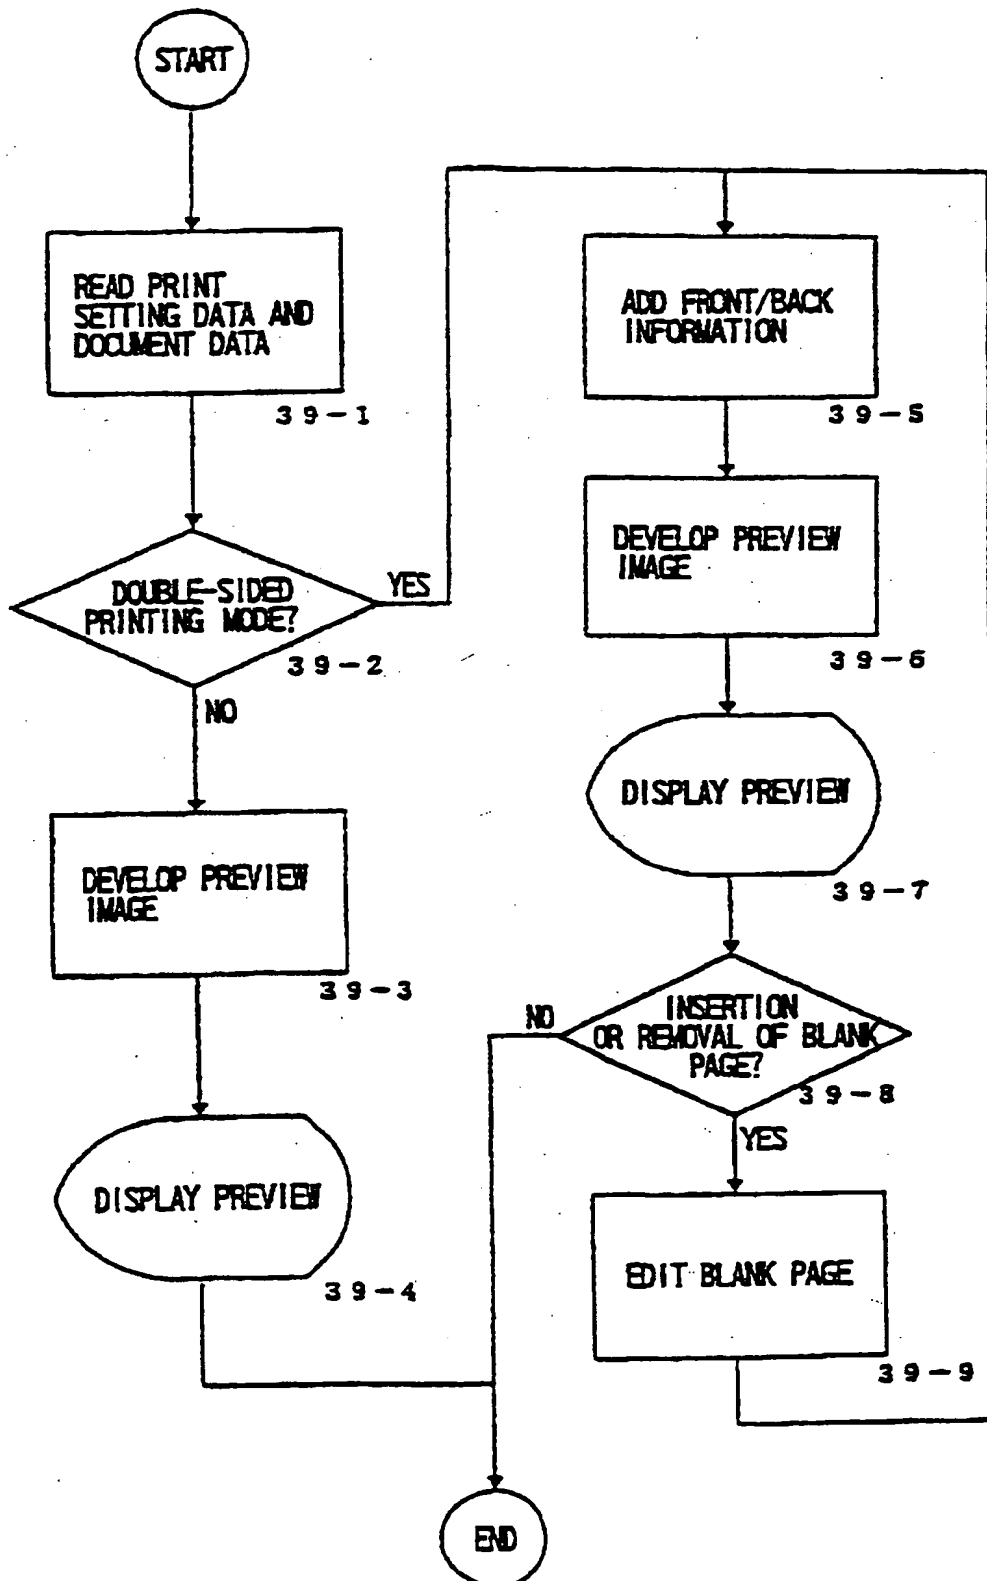 START
READ PRINT
SETTING DATA AND
DOCUMENT DATA
39-1
DOUBLE-SIDED
PRINTING MODE?
YES
39-2
NO
DEVELOP PREVIEW
IMAGE
39-3
DISPLAY PREVIEW
39-4
ADD FRONT/BACK
INFORMATION
39-5
DEVELOP PREVIEW
IMAGE
39-6
DISPLAY PREVIEW
39-7
NO
INSERTION
OR REMOVAL OF BLANK
PAGE?
39-8
YES
EDIT BLANK PAGE
39-9
END